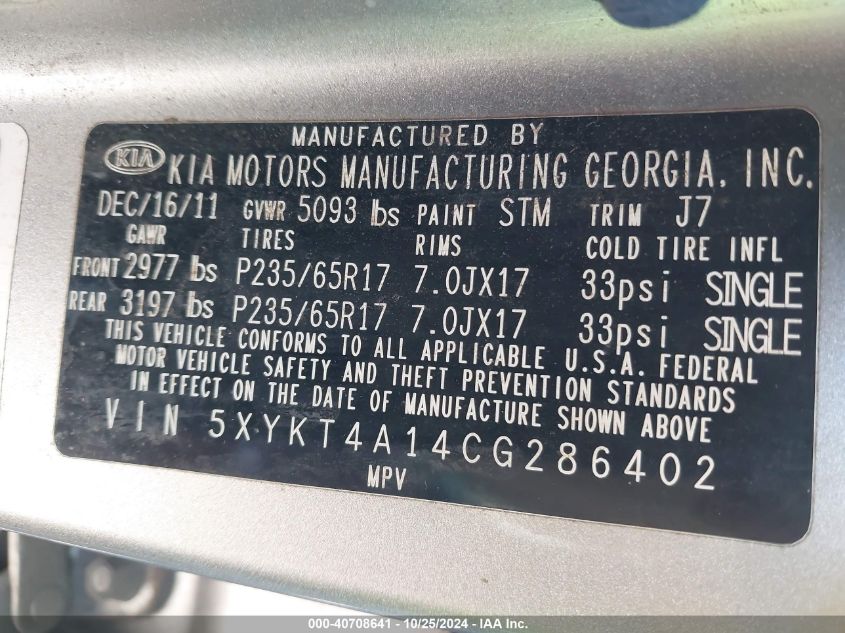 MANUFACTURED BY
KIA KIA MOTORS MANUFACTURING GEORGIA, INC.
DEC/16/11 GVWR 5093 lbs PAINT STM TRIM J7
GAWR TIRES RIMS COLD TIRE INFL
FRONT 2977 lbs P235/65R17 7.0JX17 33psi SINGLE
REAR 3197 lbs P235/65R17 7.0JX17 33psi SINGLE
THIS VEHICLE CONFORMS TO ALL APPLICABLE U.S.A. FEDERAL
MOTOR VEHICLE SAFETY AND THEFT PREVENTION STANDARDS
IN EFFECT ON THE DATE OF MANUFACTURE SHOWN ABOVE
VIN 5XYKT4A14CG286402
MPV
000-40708641 - 10/25/2024 - IAA Inc.